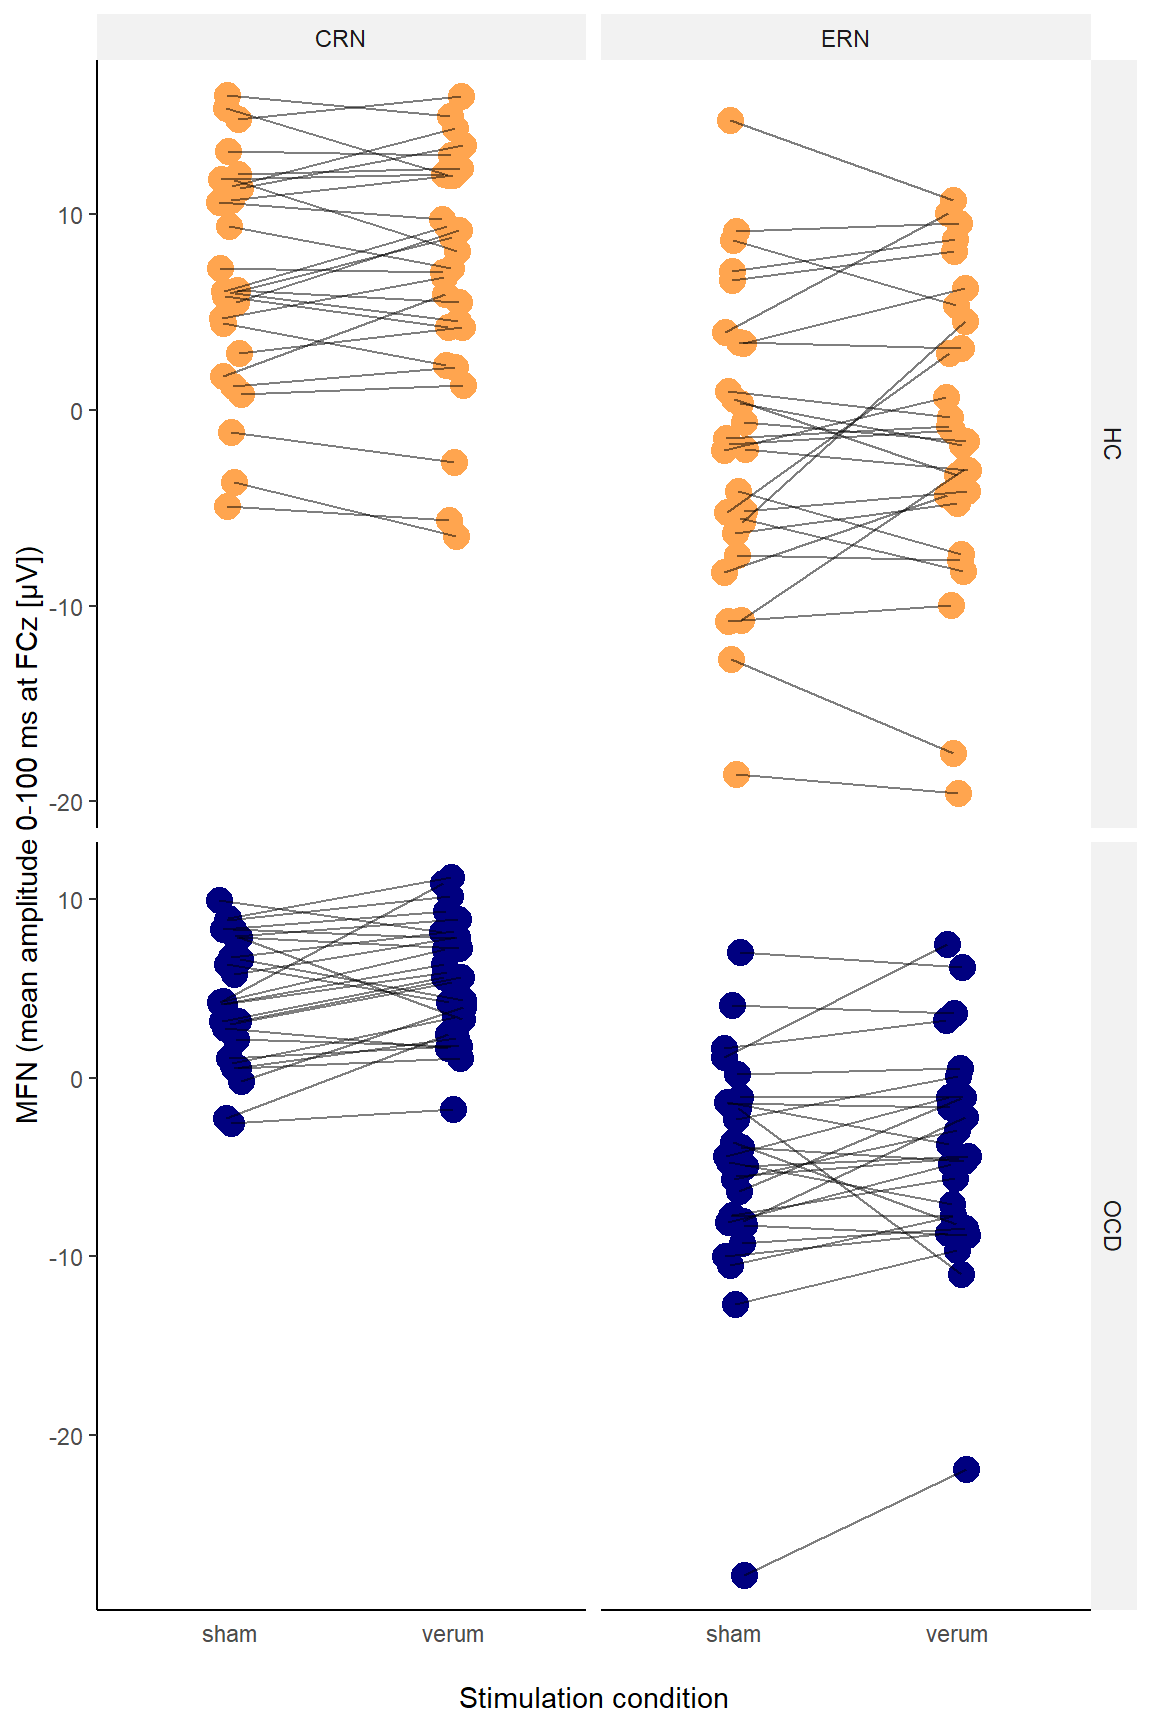 CRN
ERN
10
0
-10
-20
HC
MFN (mean amplitude 0-100 ms at FCz [µV])
10
0
-10
-20
OCD
sham
verum
sham
verum
Stimulation condition